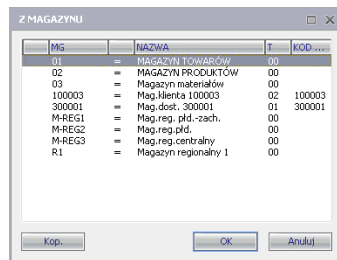 Z MAGAZYNU
MG NAZWA T KOD ...
01 = MAGAZYN TOWARÓW 00
02 = MAGAZYN PRODUKTÓW 00
03 = Magazyn materiałów 00
100003 = Mag.klienta 100003 02 100003
300001 = Mag.dost. 300001 01 300001
M-REG1 = Mag.reg. płd.-zach. 00
M-REG2 = Mag.reg.płd. 00
M-REG3 = Mag.reg.centralny 00
R1 = Magazyn regionalny 1 00
Kop. OK Anuluj